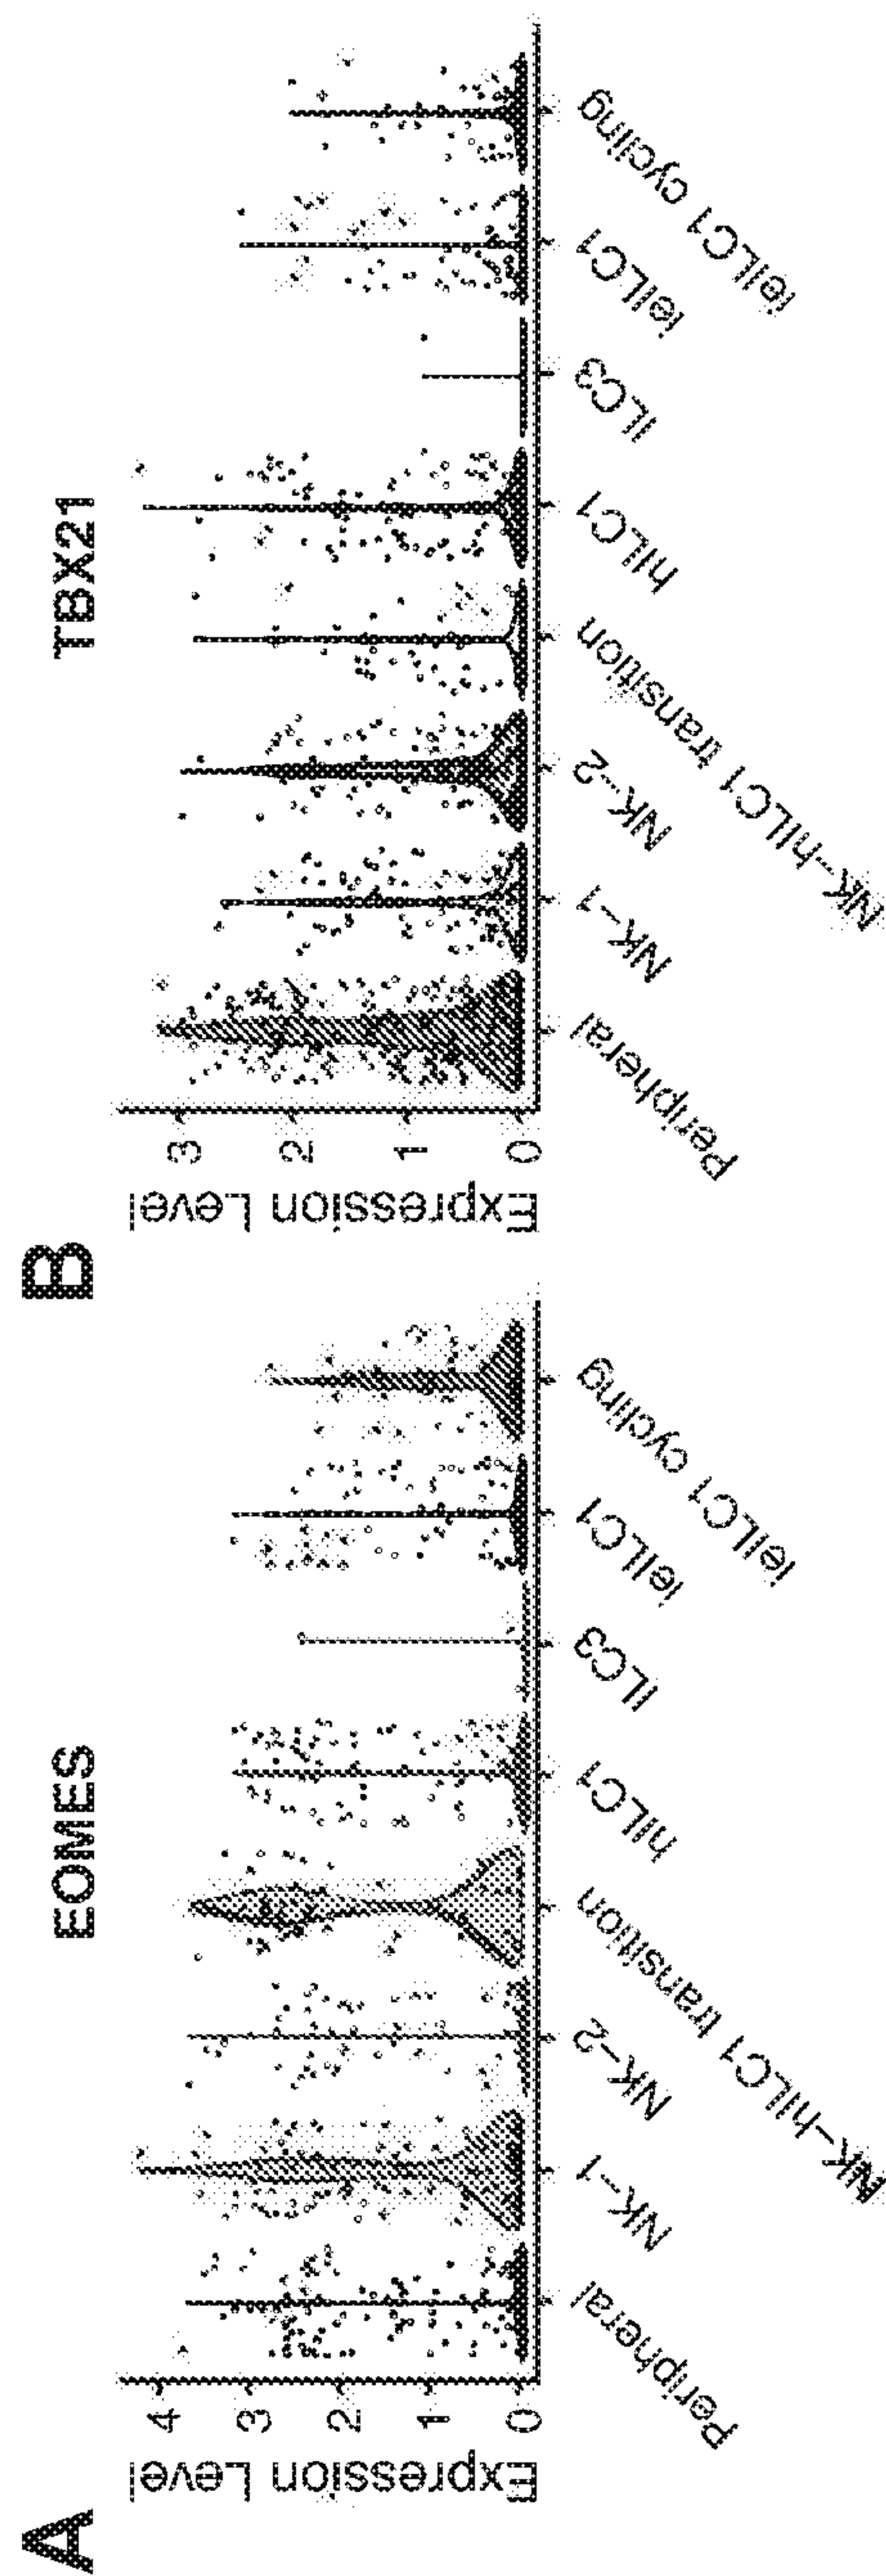 A
EOMES
Expression Level
4
3
2
1
0
Peripheral
NK-1
NK-2
NK-hILC1 transition
hILC1
ILC3
ieILC1
ieILC1 cycling
B
TBX21
Expression Level
3
2
1
0
Peripheral
NK-1
NK-2
NK-hILC1 transition
hILC1
ILC3
ieILC1
ieILC1 cycling